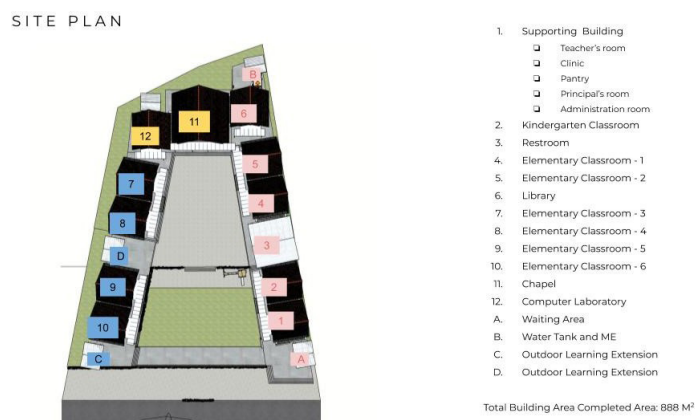 SITE PLAN
B
11
6
12
5
7
4
8
3
D
9
2
10
1
C
A
1. Supporting Building
❑ Teacher's room
❑ Clinic
❑ Pantry
❑ Principal's room
❑ Administration room
2. Kindergarten Classroom
3. Restroom
4. Elementary Classroom - 1
5. Elementary Classroom - 2
6. Library
7. Elementary Classroom - 3
8. Elementary Classroom - 4
9. Elementary Classroom - 5
10. Elementary Classroom - 6
11. Chapel
12. Computer Laboratory
A. Waiting Area
B. Water Tank and ME
C. Outdoor Learning Extension
D. Outdoor Learning Extension
Total Building Area Completed Area: 888 M²